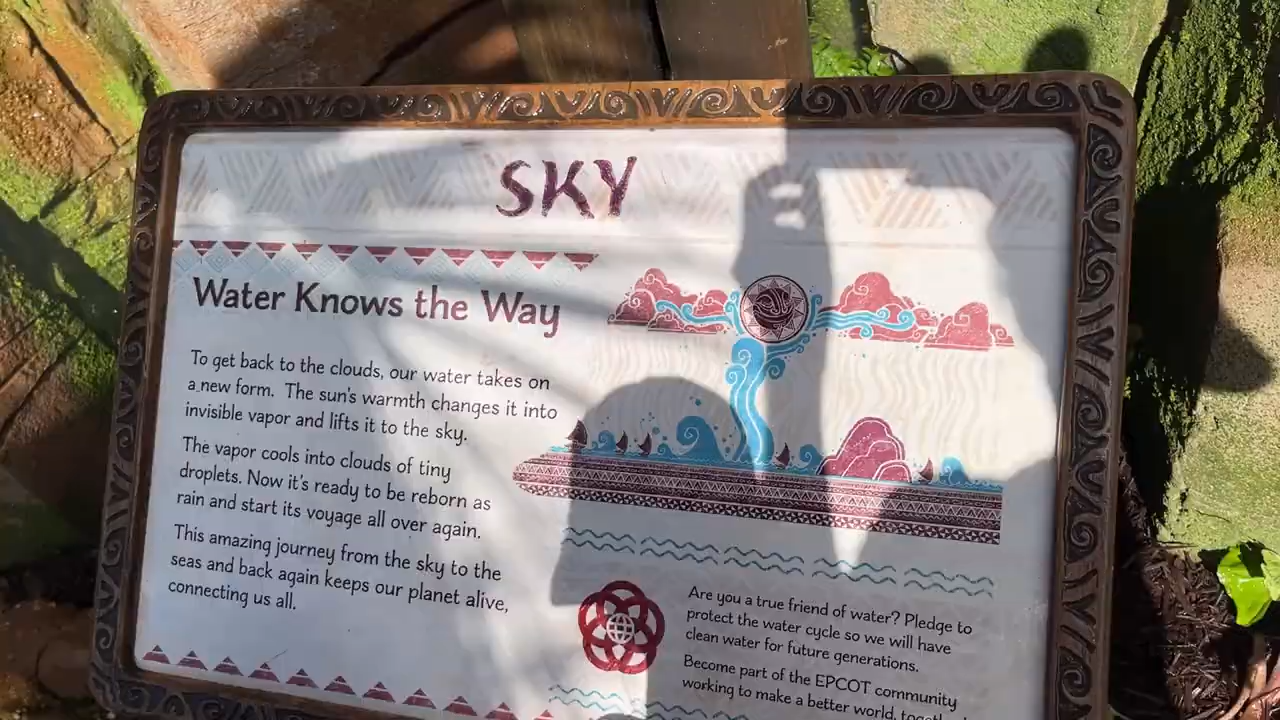 SKY
Water Knows the Way
To get back to the clouds, our water takes on
a new form. The sun's warmth changes it into
invisible vapor and lifts it to the sky.
The vapor cools into clouds of tiny
droplets. Now it's ready to be reborn as
rain and start its voyage all over again.
This amazing journey from the sky to the
seas and back again keeps our planet alive,
connecting us all.
Are you a true friend of water? Pledge to
protect the water cycle so we will have
clean water for future generations.
Become part of the EPCOT community
working to make a better world,